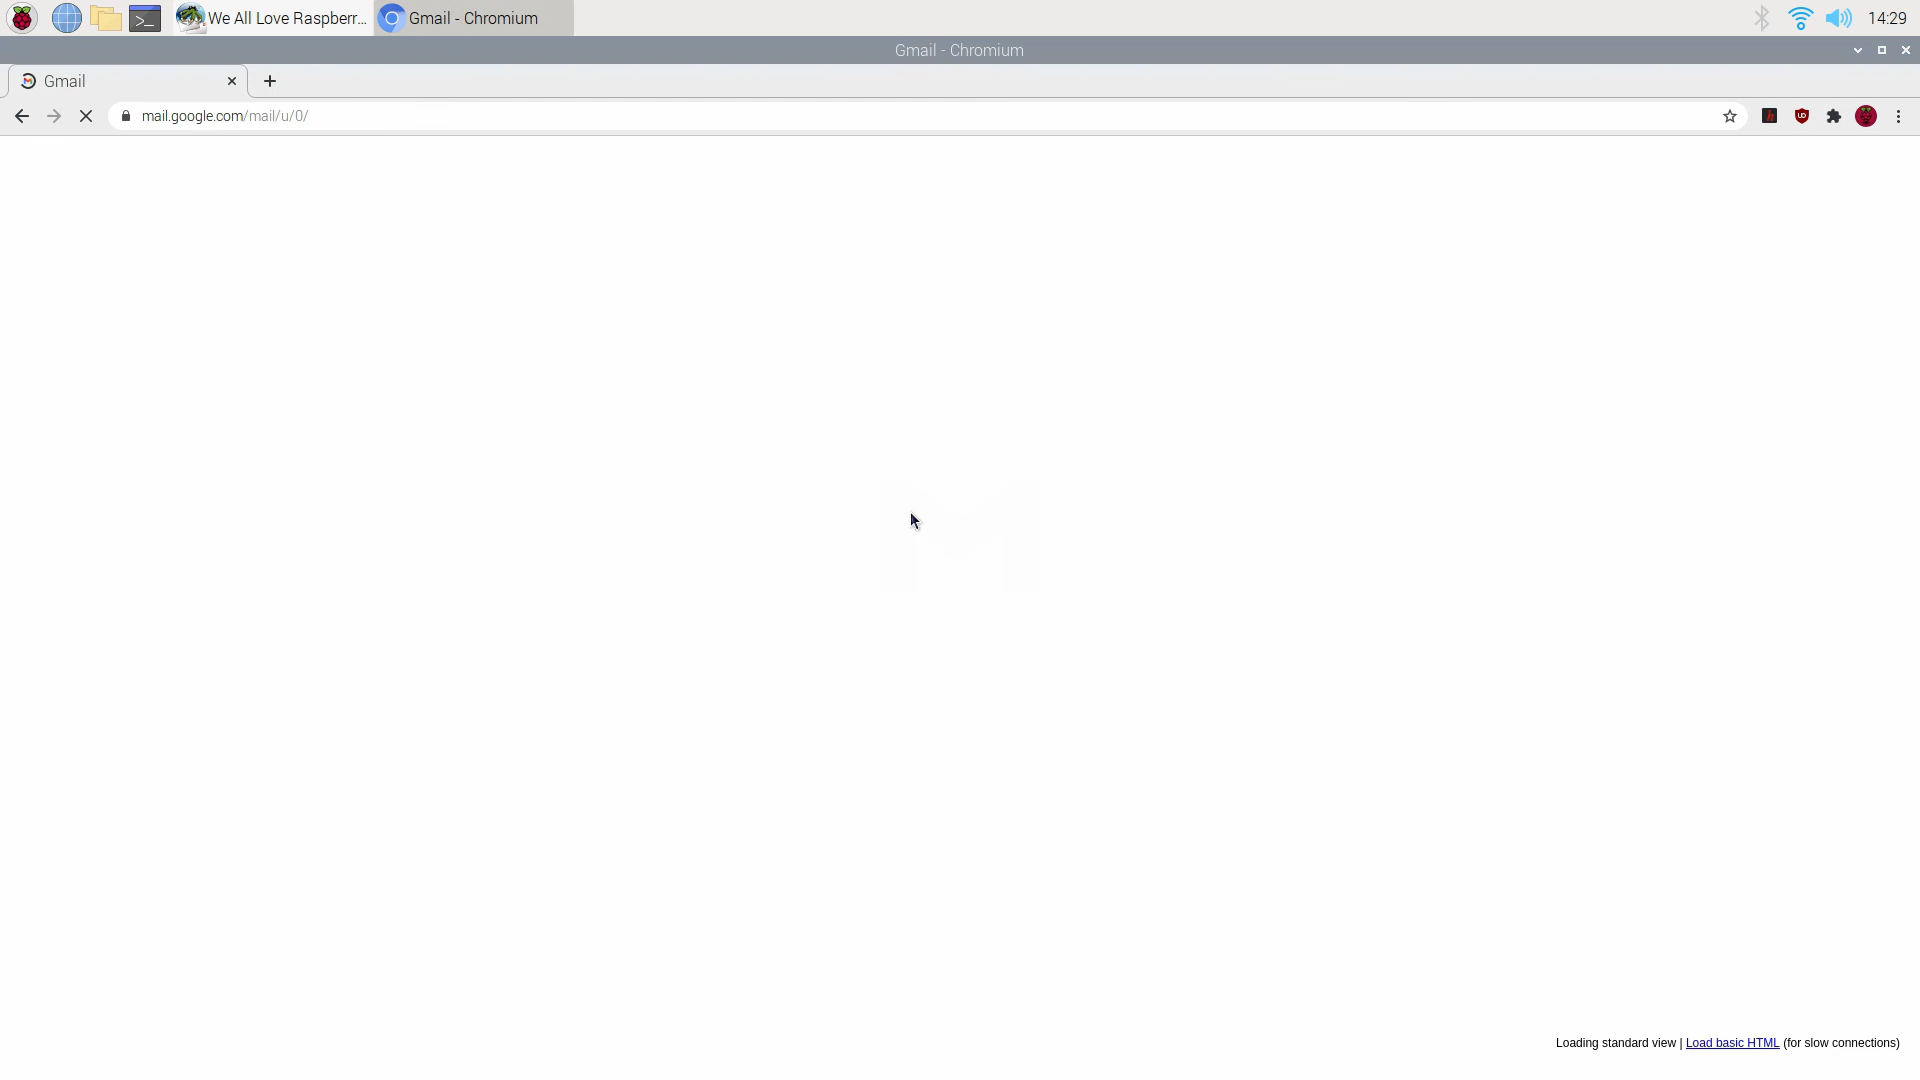 We All Love Raspberr...
Gmail - Chromium
14:29
Gmail - Chromium
Gmail
mail.google.com/mail/u/0/
Loading standard view | Load basic HTML (for slow connections)